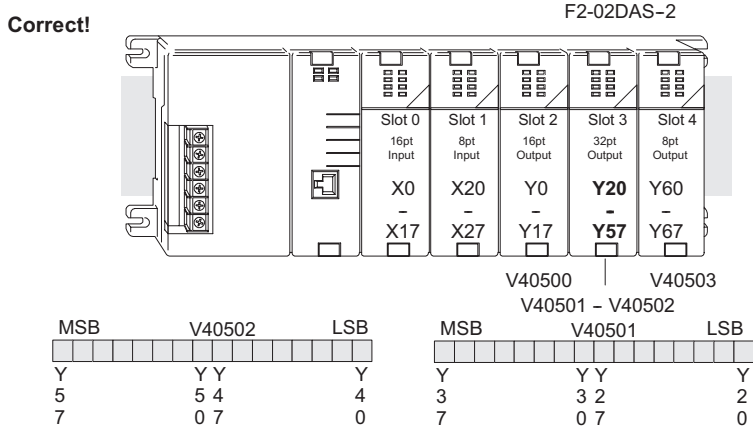 F2-02DAS-2
Correct!
Slot 0 Slot 1 Slot 2 Slot 3 Slot 4
16pt 8pt 16pt 32pt 8pt
Input Input Output Output Output
X0 X20 Y0 Y20 Y60
- - - - -
X17 X27 Y17 Y57 Y67
V40500 V40503
V40501 - V40502
MSB V40502 LSB MSB V40501 LSB
Y Y Y Y Y Y Y Y
5 5 4 4 3 3 2 2
7 0 7 0 7 0 7 0